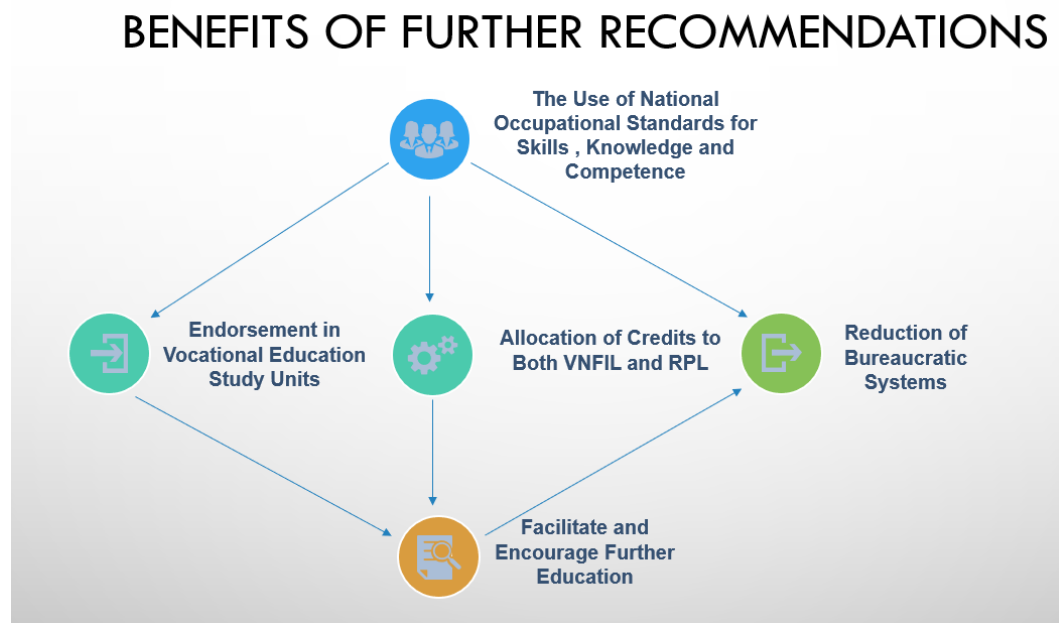 BENEFITS OF FURTHER RECOMMENDATIONS
The Use of National
Occupational Standards for
Skills , Knowledge and
Competence
Endorsement in
Vocational Education
Study Units
Allocation of Credits to
Both VNFIL and RPL
Reduction of
Bureaucratic
Systems
Facilitate and
Encourage Further
Education